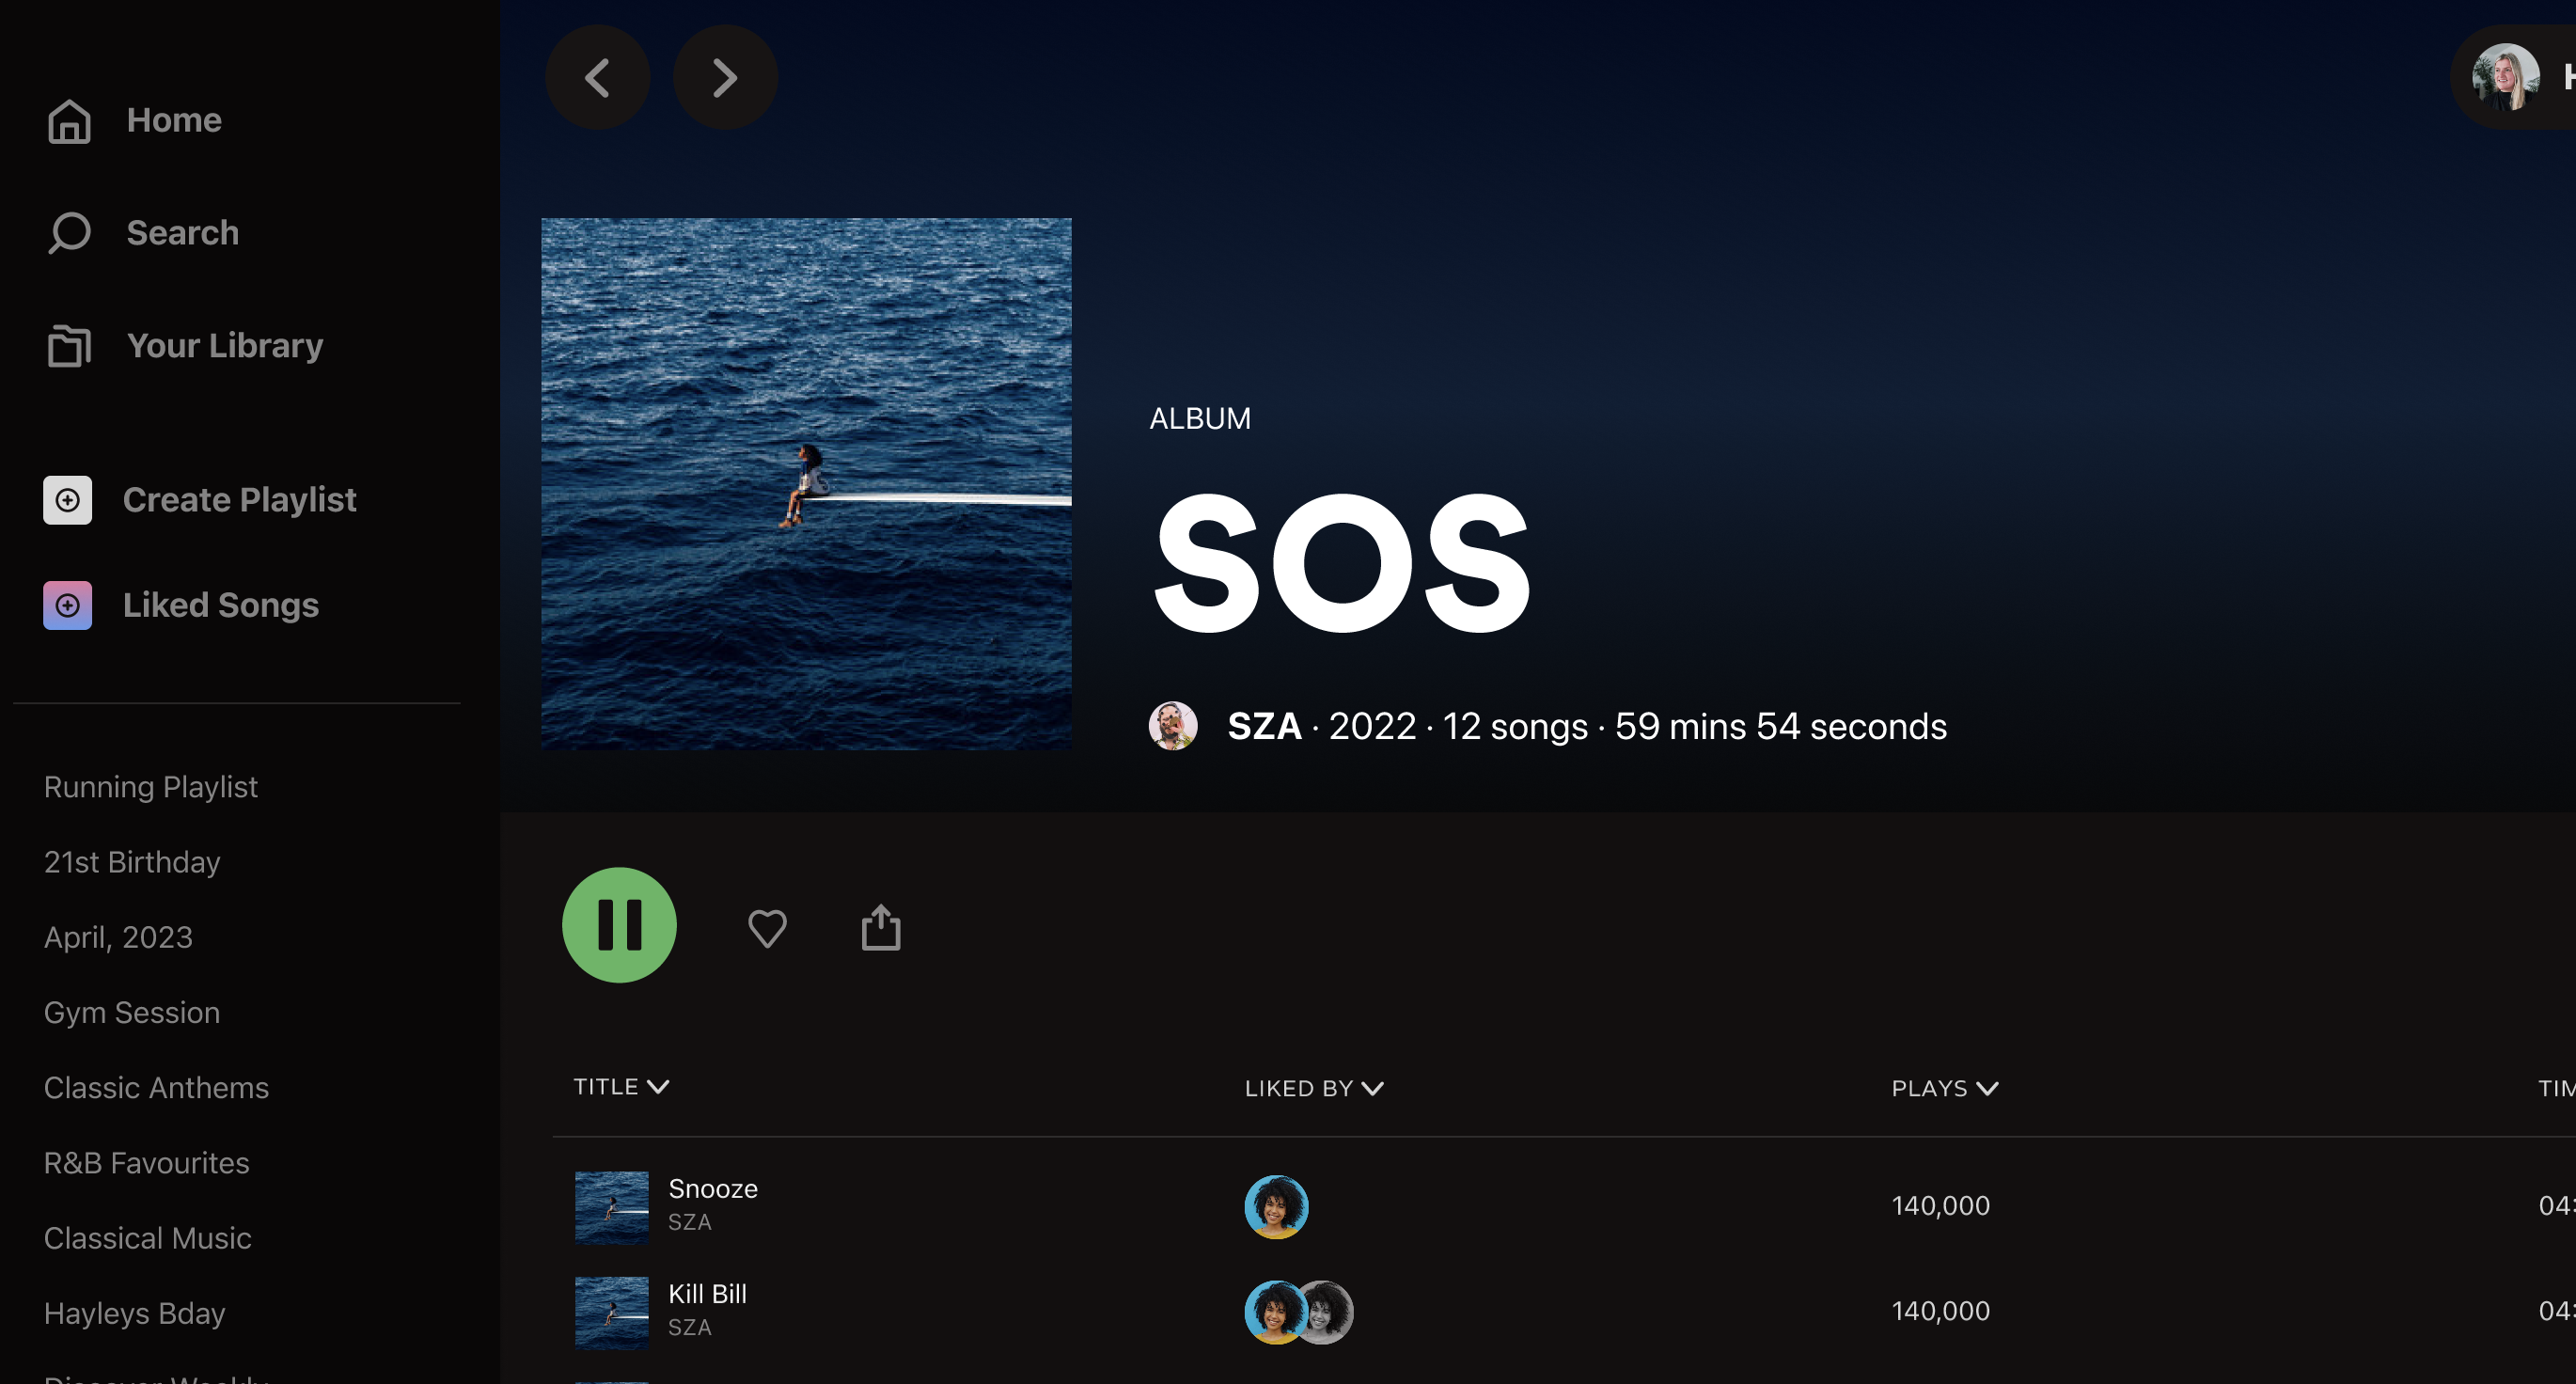 Home
Search
Your Library
Create Playlist
Liked Songs
Running Playlist
21st Birthday
April, 2023
Gym Session
Classic Anthems
R&B Favourites
Classical Music
Hayleys Bday
Discover Weekly
H
ALBUM
SOS
SZA · 2022 · 12 songs · 59 mins 54 seconds
TITLE LIKED BY PLAYS TIM
Snooze
SZA
140,000
04:
Kill Bill
SZA
140,000
04: